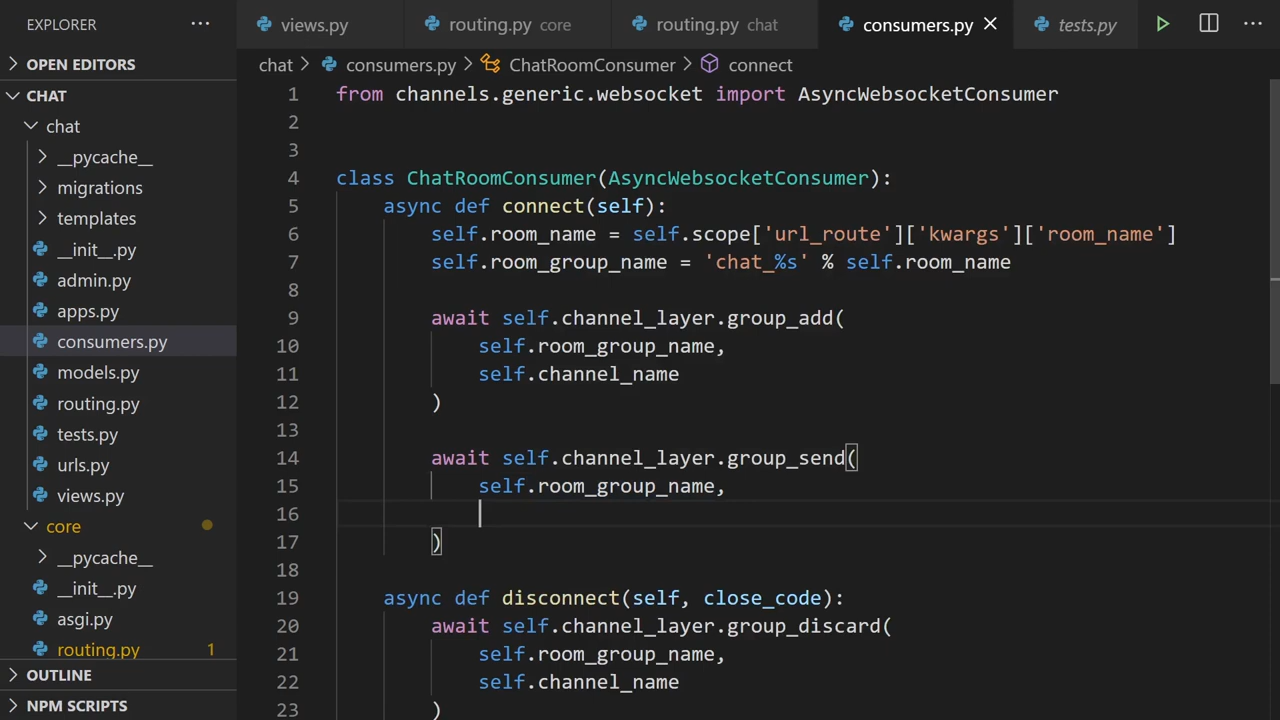 EXPLORER ...
views.py
routing.py core
routing.py chat
consumers.py
tests.py
OPEN EDITORS
chat > consumers.py > ChatRoomConsumer > connect
CHAT
chat
__pycache__
migrations
templates
__init__.py
admin.py
apps.py
consumers.py
models.py
routing.py
tests.py
urls.py
views.py
core
__pycache__
__init__.py
asgi.py
routing.py 1
OUTLINE
NPM SCRIPTS
1 from channels.generic.websocket import AsyncWebsocketConsumer
2
3
4 class ChatRoomConsumer(AsyncWebsocketConsumer):
5 async def connect(self):
6 self.room_name = self.scope['url_route']['kwargs']['room_name']
7 self.room_group_name = 'chat_%s' % self.room_name
8
9 await self.channel_layer.group_add(
10 self.room_group_name,
11 self.channel_name
12 )
13
14 await self.channel_layer.group_send(
15 self.room_group_name,
16
17 )
18
19 async def disconnect(self, close_code):
20 await self.channel_layer.group_discard(
21 self.room_group_name,
22 self.channel_name
23 )